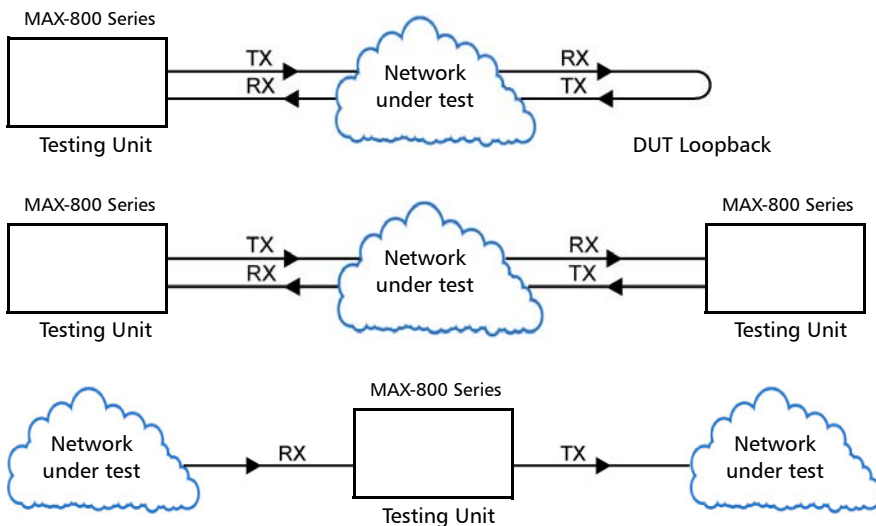 MAX-800 Series
TX
RX
Network
under test
RX
TX
Testing Unit
DUT Loopback
MAX-800 Series
MAX-800 Series
TX
RX
Network
under test
RX
TX
Testing Unit
Testing Unit
MAX-800 Series
Network
under test
RX
TX
Network
under test
Testing Unit